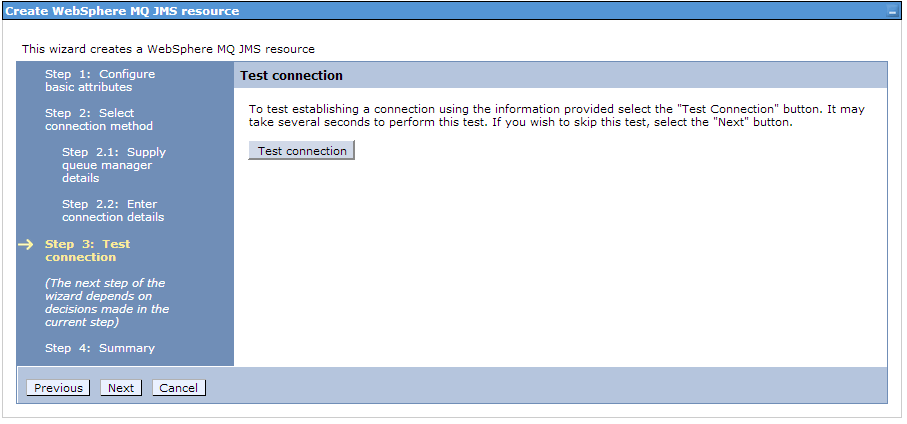 Create WebSphere MQ JMS resource
This wizard creates a WebSphere MQ JMS resource
Step 1: Configure
basic attributes
Step 2: Select
connection method
Step 2.1: Supply
queue manager
details
Step 2.2: Enter
connection details
Step 3: Test
connection
(The next step of the
wizard depends on
decisions made in the
current step)
Step 4: Summary
Test connection
To test establishing a connection using the information provided select the "Test Connection" button. It may
take several seconds to perform this test. If you wish to skip this test, select the "Next" button.
Test connection
Previous Next Cancel